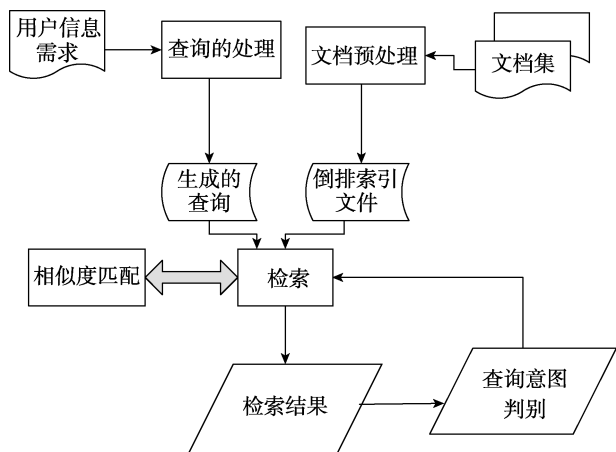 用户信息
需求
查询的处理
文档预处理
文档集
生成的
查询
倒排索引
文件
相似度匹配
检索
检索结果
查询意图
判别